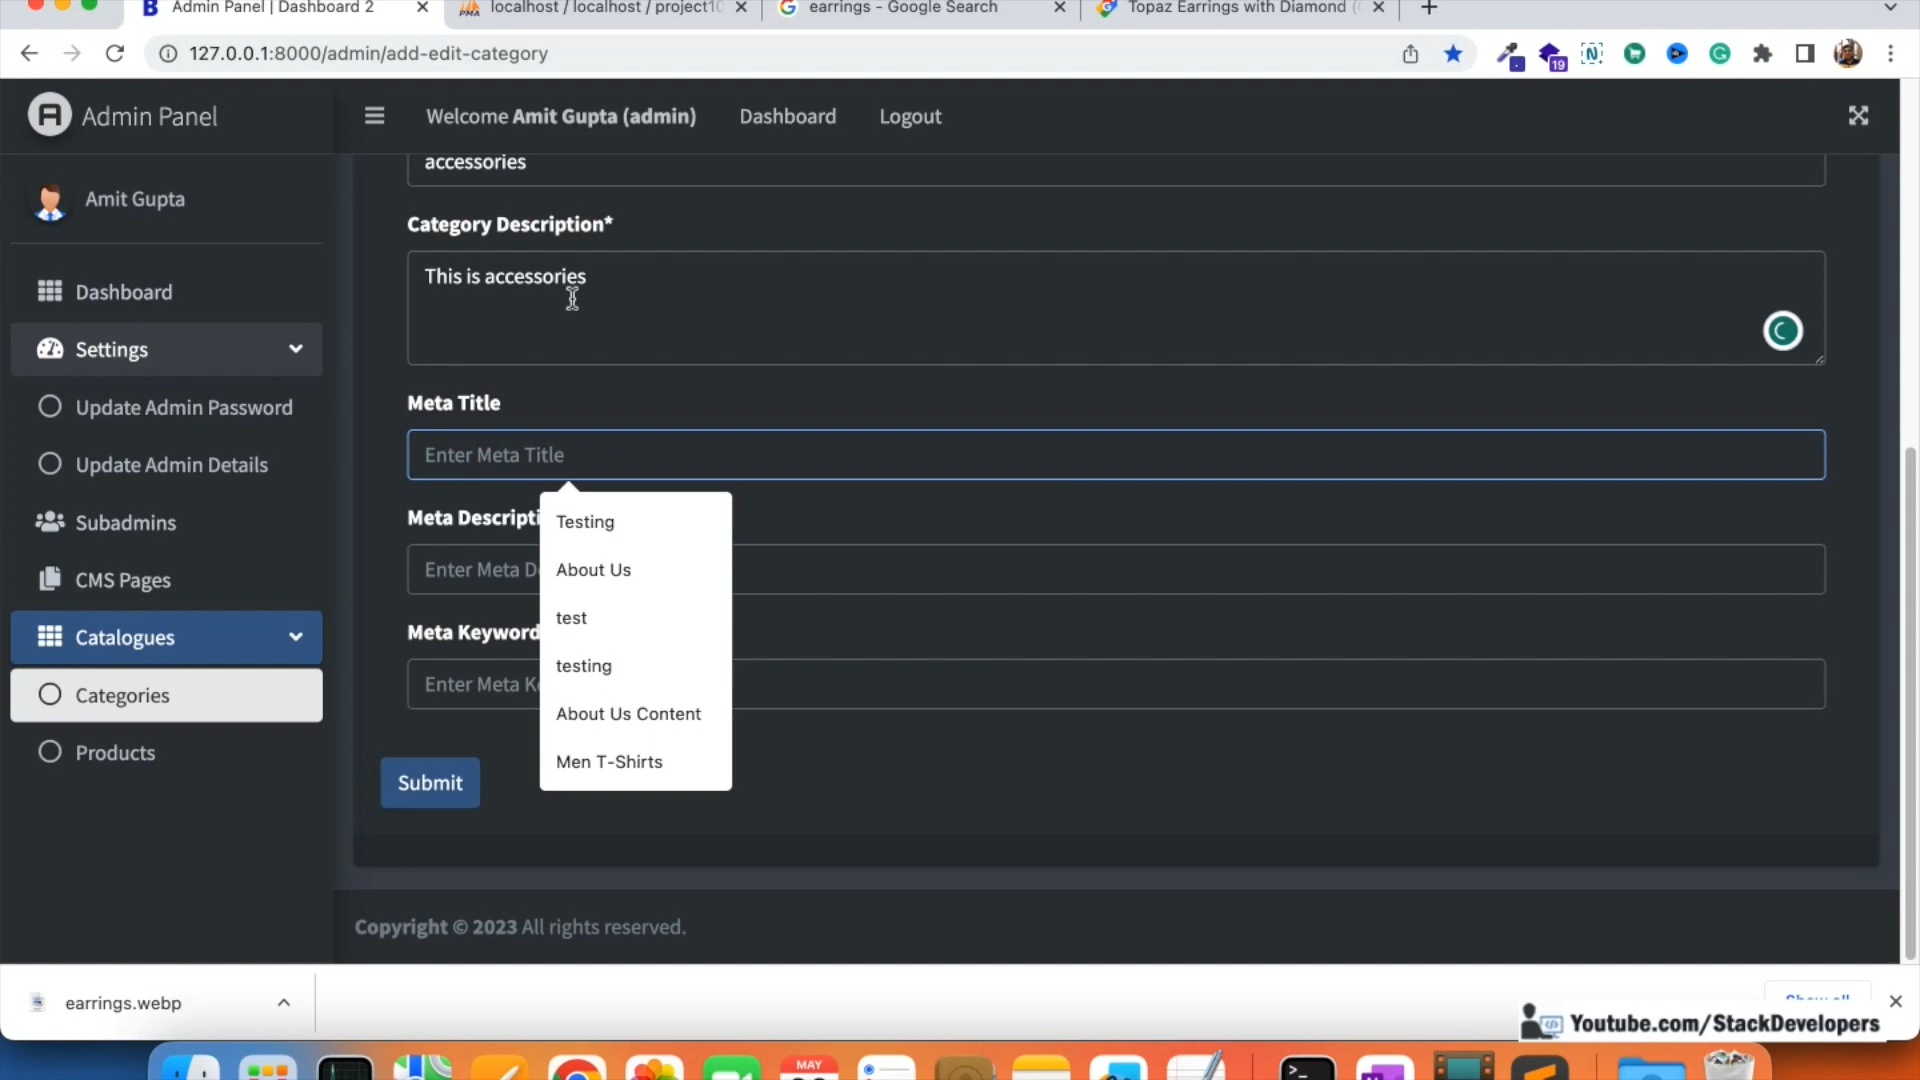 Admin Panel | Dashboard 2
localhost / localhost / project10
earrings - Google Search
Topaz Earrings with Diamond (
127.0.0.1:8000/admin/add-edit-category
19
Admin Panel
Welcome Amit Gupta (admin)
Dashboard
Logout
Amit Gupta
Dashboard
Settings
Update Admin Password
Update Admin Details
Subadmins
CMS Pages
Catalogues
Categories
Products
accessories
Category Description*
This is accessories
Meta Title
Enter Meta Title
Meta Descripti
Enter Meta D
Meta Keyword
Enter Meta K
Testing
About Us
test
testing
About Us Content
Men T-Shirts
Submit
Copyright © 2023 All rights reserved.
earrings.webp
Show all
Youtube.com/StackDevelopers
MAY